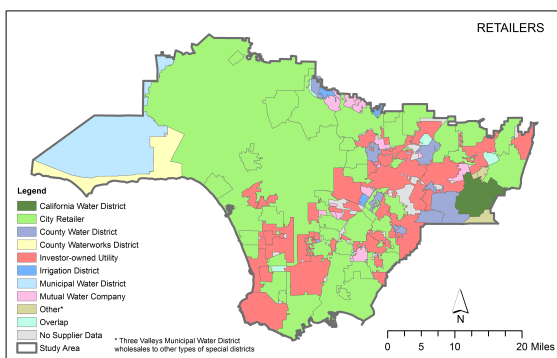 RETAILERS
Legend
California Water District
City Retailer
County Water District
County Waterworks District
Investor-owned Utility
Irrigation District
Municipal Water District
Mutual Water Company
Other*
Overlap
No Supplier Data
Study Area
* Three Valleys Municipal Water District
wholesales to other types of special districts
N
0 5 10 20 Miles